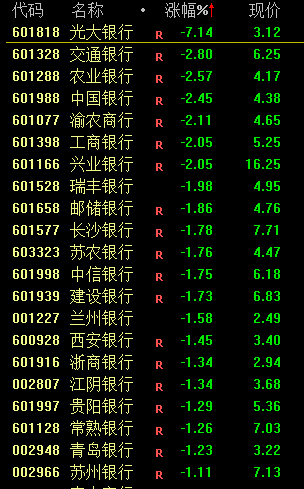 代码 名称 • 涨幅%↑ 现价
601818 光大银行 R -7.14 3.12
601328 交通银行 R -2.80 6.25
601288 农业银行 R -2.57 4.17
601988 中国银行 R -2.45 4.38
601077 渝农商行 R -2.11 4.65
601398 工商银行 R -2.05 5.25
601166 兴业银行 R -2.05 16.25
601528 瑞丰银行 -1.98 4.95
601658 邮储银行 R -1.86 4.76
601577 长沙银行 R -1.78 7.71
603323 苏农银行 R -1.76 4.47
601998 中信银行 R -1.75 6.18
601939 建设银行 R -1.73 6.83
001227 兰州银行 -1.58 2.49
600928 西安银行 R -1.45 3.40
601916 浙商银行 R -1.34 2.94
002807 江阴银行 R -1.34 3.68
601997 贵阳银行 R -1.29 5.36
601128 常熟银行 R -1.26 7.03
002948 青岛银行 R -1.23 3.22
002966 苏州银行 R -1.11 7.13